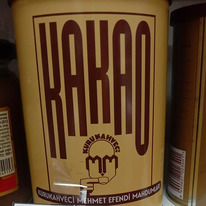 KAKAO
KURUKAHVECİ
MM
KURUKAHVECİ MEHMET EFENDİ MAHDUMLARI